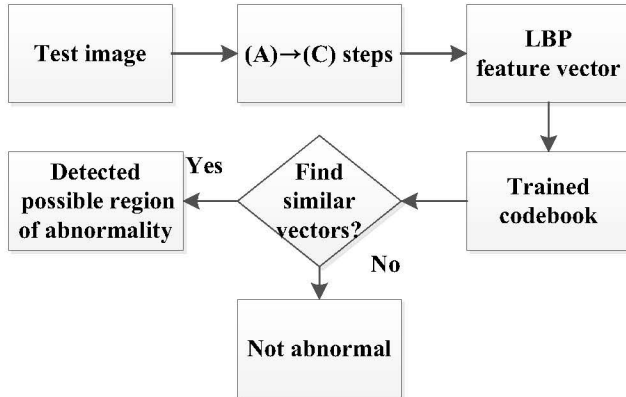 Test image
(A)→(C) steps
LBP
feature vector
Trained
codebook
Find
similar
vectors?
Yes
Detected
possible region
of abnormality
No
Not abnormal